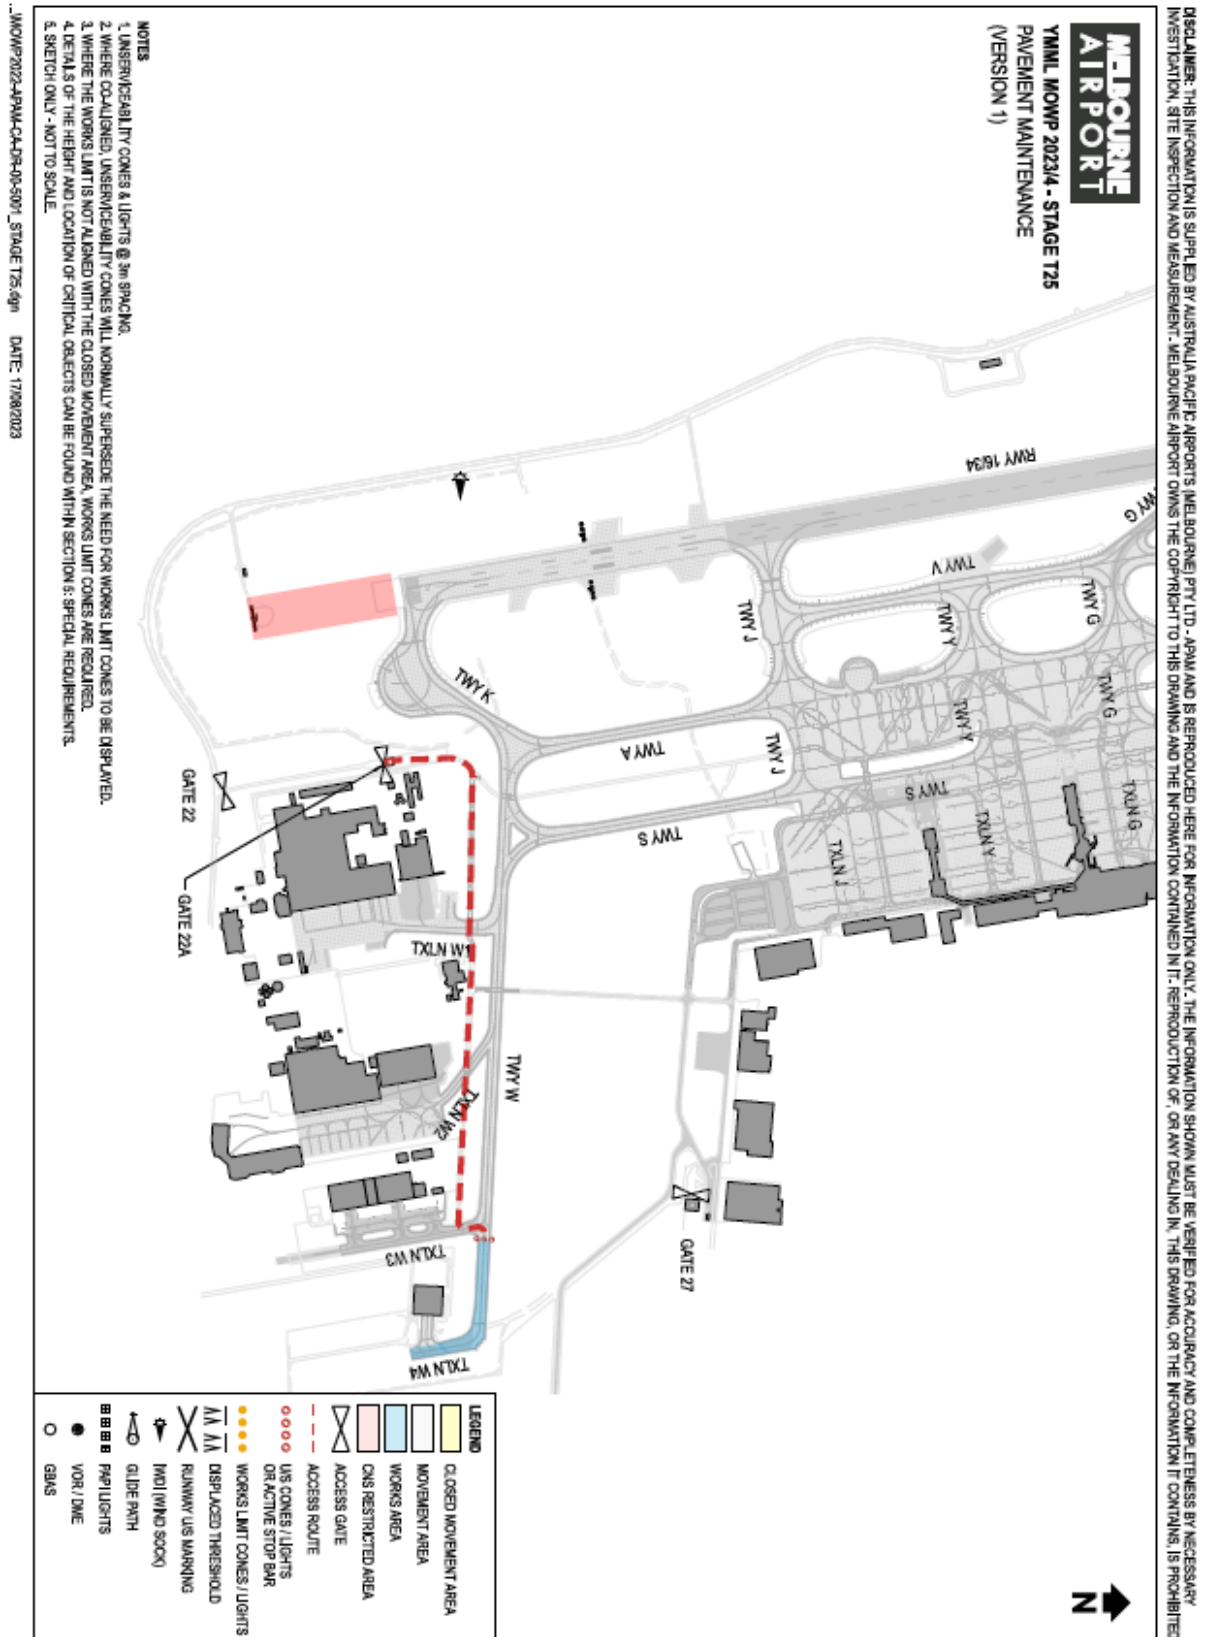 DISCLAIMER: THIS INFORMATION IS SUPPLIED BY AUSTRALIA PACIFIC AIRPORTS (MELBOURNE) PTY LTD - APAM AND IS REPRODUCED HERE FOR INFORMATION ONLY. THE INFORMATION SHOWN MUST BE VERIFIED FOR ACCURACY AND COMPLETENESS BY NECESSARY
INVESTIGATION, SITE INSPECTION AND MEASUREMENT. MELBOURNE AIRPORT OWNS THE COPYRIGHT TO THIS DRAWING AND THE INFORMATION CONTAINED IN IT. REPRODUCTION OF, OR ANY DEALING IN, THIS DRAWING, OR THE INFORMATION IT CONTAINS, IS PROHIBITED
MELBOURNE
AIRPORT
YMML MOWP 2023/4 - STAGE T25
PAVEMENT MAINTENANCE
(VERSION 1)
N
RWY 16/34
TWY G
TWY V
TWY G
TWY J
TWY Y
TWY G
TWY K
TWY Y
TWY A
TWY J
TWY S
TXLN G
TXLN Y
TWY S
TXLN J
GATE 22
GATE 22A
TXLN W1
TWY W
TXLN W2
GATE 27
TXLN W3
TXLN W4
NOTES
1. UNSERVICEABILITY CONES & LIGHTS @ 3m SPACING.
2. WHERE CO-ALIGNED, UNSERVICEABILITY CONES WILL NORMALLY SUPERSEDE THE NEED FOR WORKS LIMIT CONES TO BE DISPLAYED.
3. WHERE THE WORKS LIMIT IS NOT ALIGNED WITH THE CLOSED MOVEMENT AREA, WORKS LIMIT CONES ARE REQUIRED.
4. DETAILS OF THE HEIGHT AND LOCATION OF CRITICAL OBJECTS CAN BE FOUND WITHIN SECTION 5: SPECIAL REQUIREMENTS.
5. SKETCH ONLY - NOT TO SCALE.
LEGEND
CLOSED MOVEMENT AREA
MOVEMENT AREA
WORKS AREA
CNS RESTRICTED AREA
ACCESS GATE
ACCESS ROUTE
U/S CONES / LIGHTS
OR ACTIVE STOP BAR
WORKS LIMIT CONES / LIGHTS
DISPLACED THRESHOLD
RUNWAY U/S MARKING
IWDI (WIND SOCK)
GLIDE PATH
PAPI LIGHTS
VOR / DME
GBAS
...\MOWP2022-APAM-CA-DR-00-5001_STAGE T25.dgn DATE: 17/08/2023